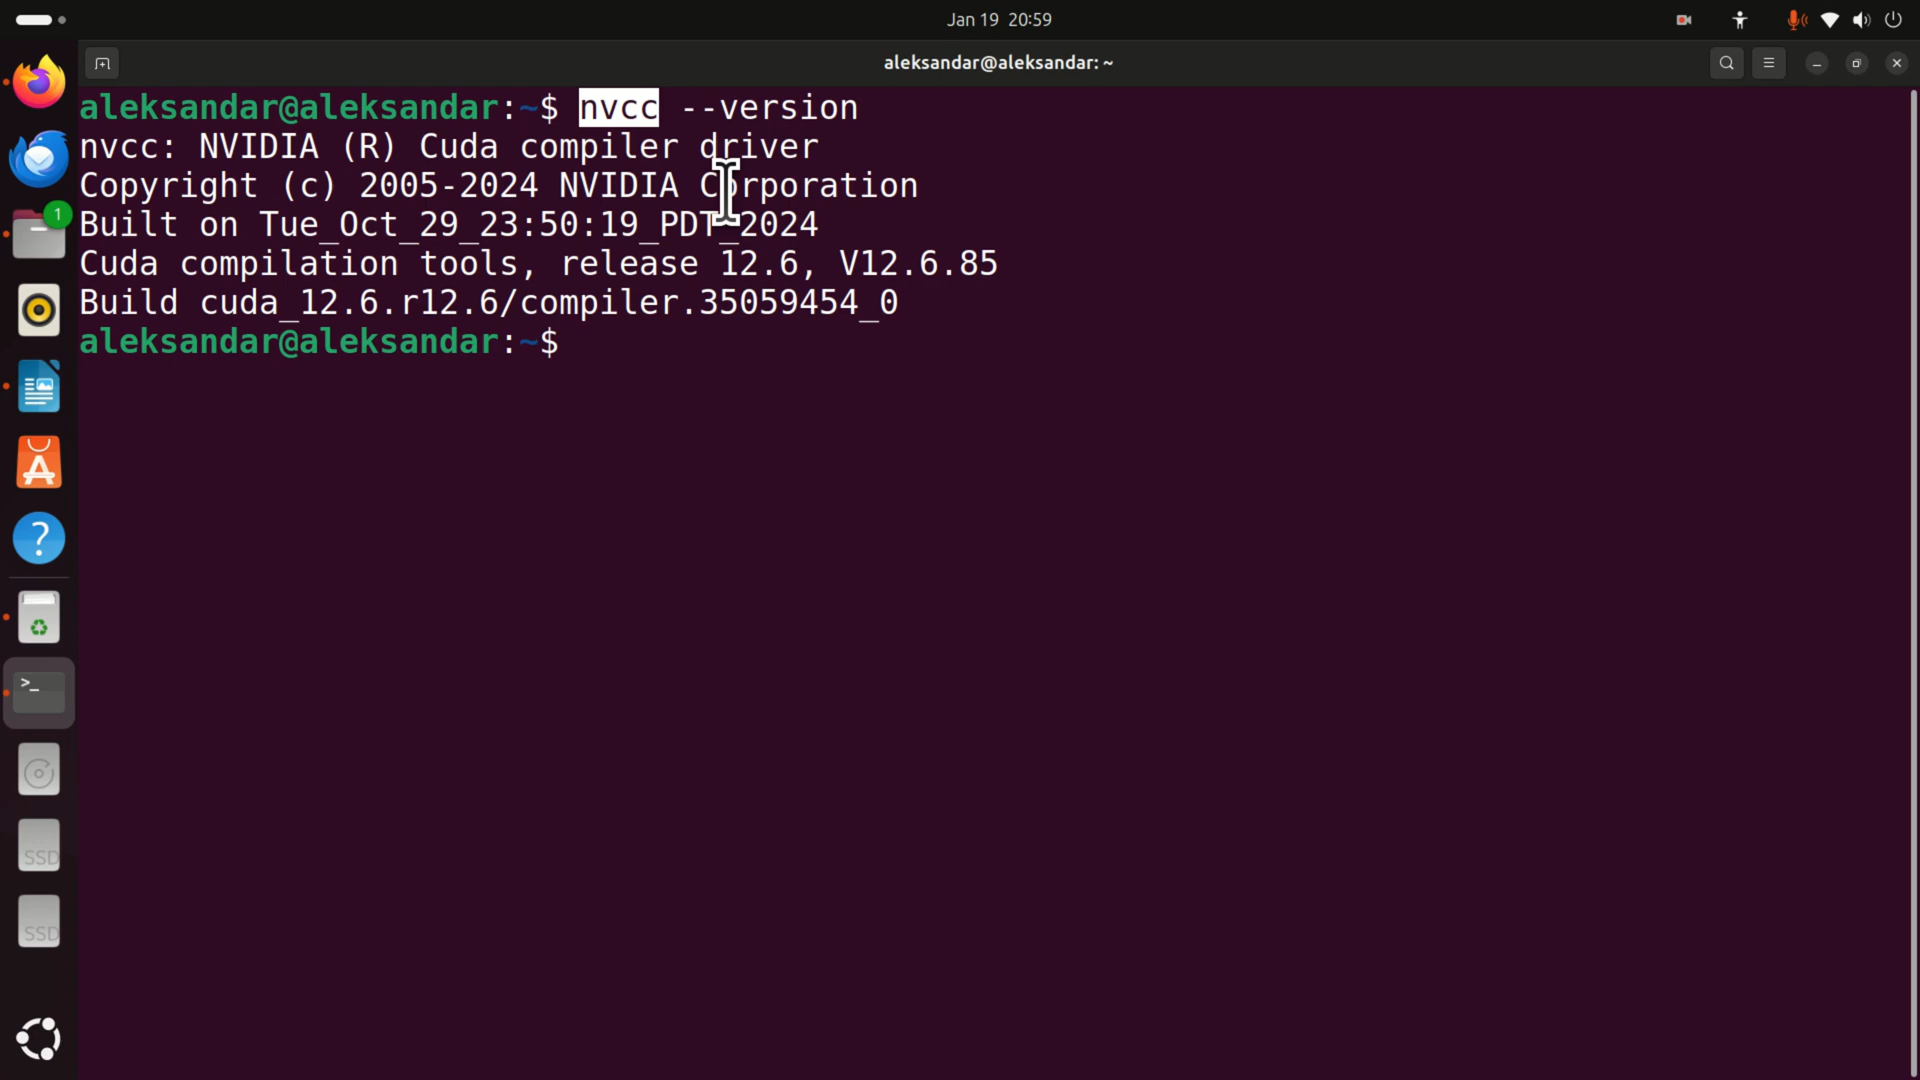 Jan 19 20:59
aleksandar@aleksandar: ~
aleksandar@aleksandar:~$ nvcc --version
nvcc: NVIDIA (R) Cuda compiler driver
Copyright (c) 2005-2024 NVIDIA Corporation
Built on Tue_Oct_29_23:50:19_PDT_2024
Cuda compilation tools, release 12.6, V12.6.85
Build cuda_12.6.r12.6/compiler.35059454_0
aleksandar@aleksandar:~$
1
A
?
>_
SSD
SSD